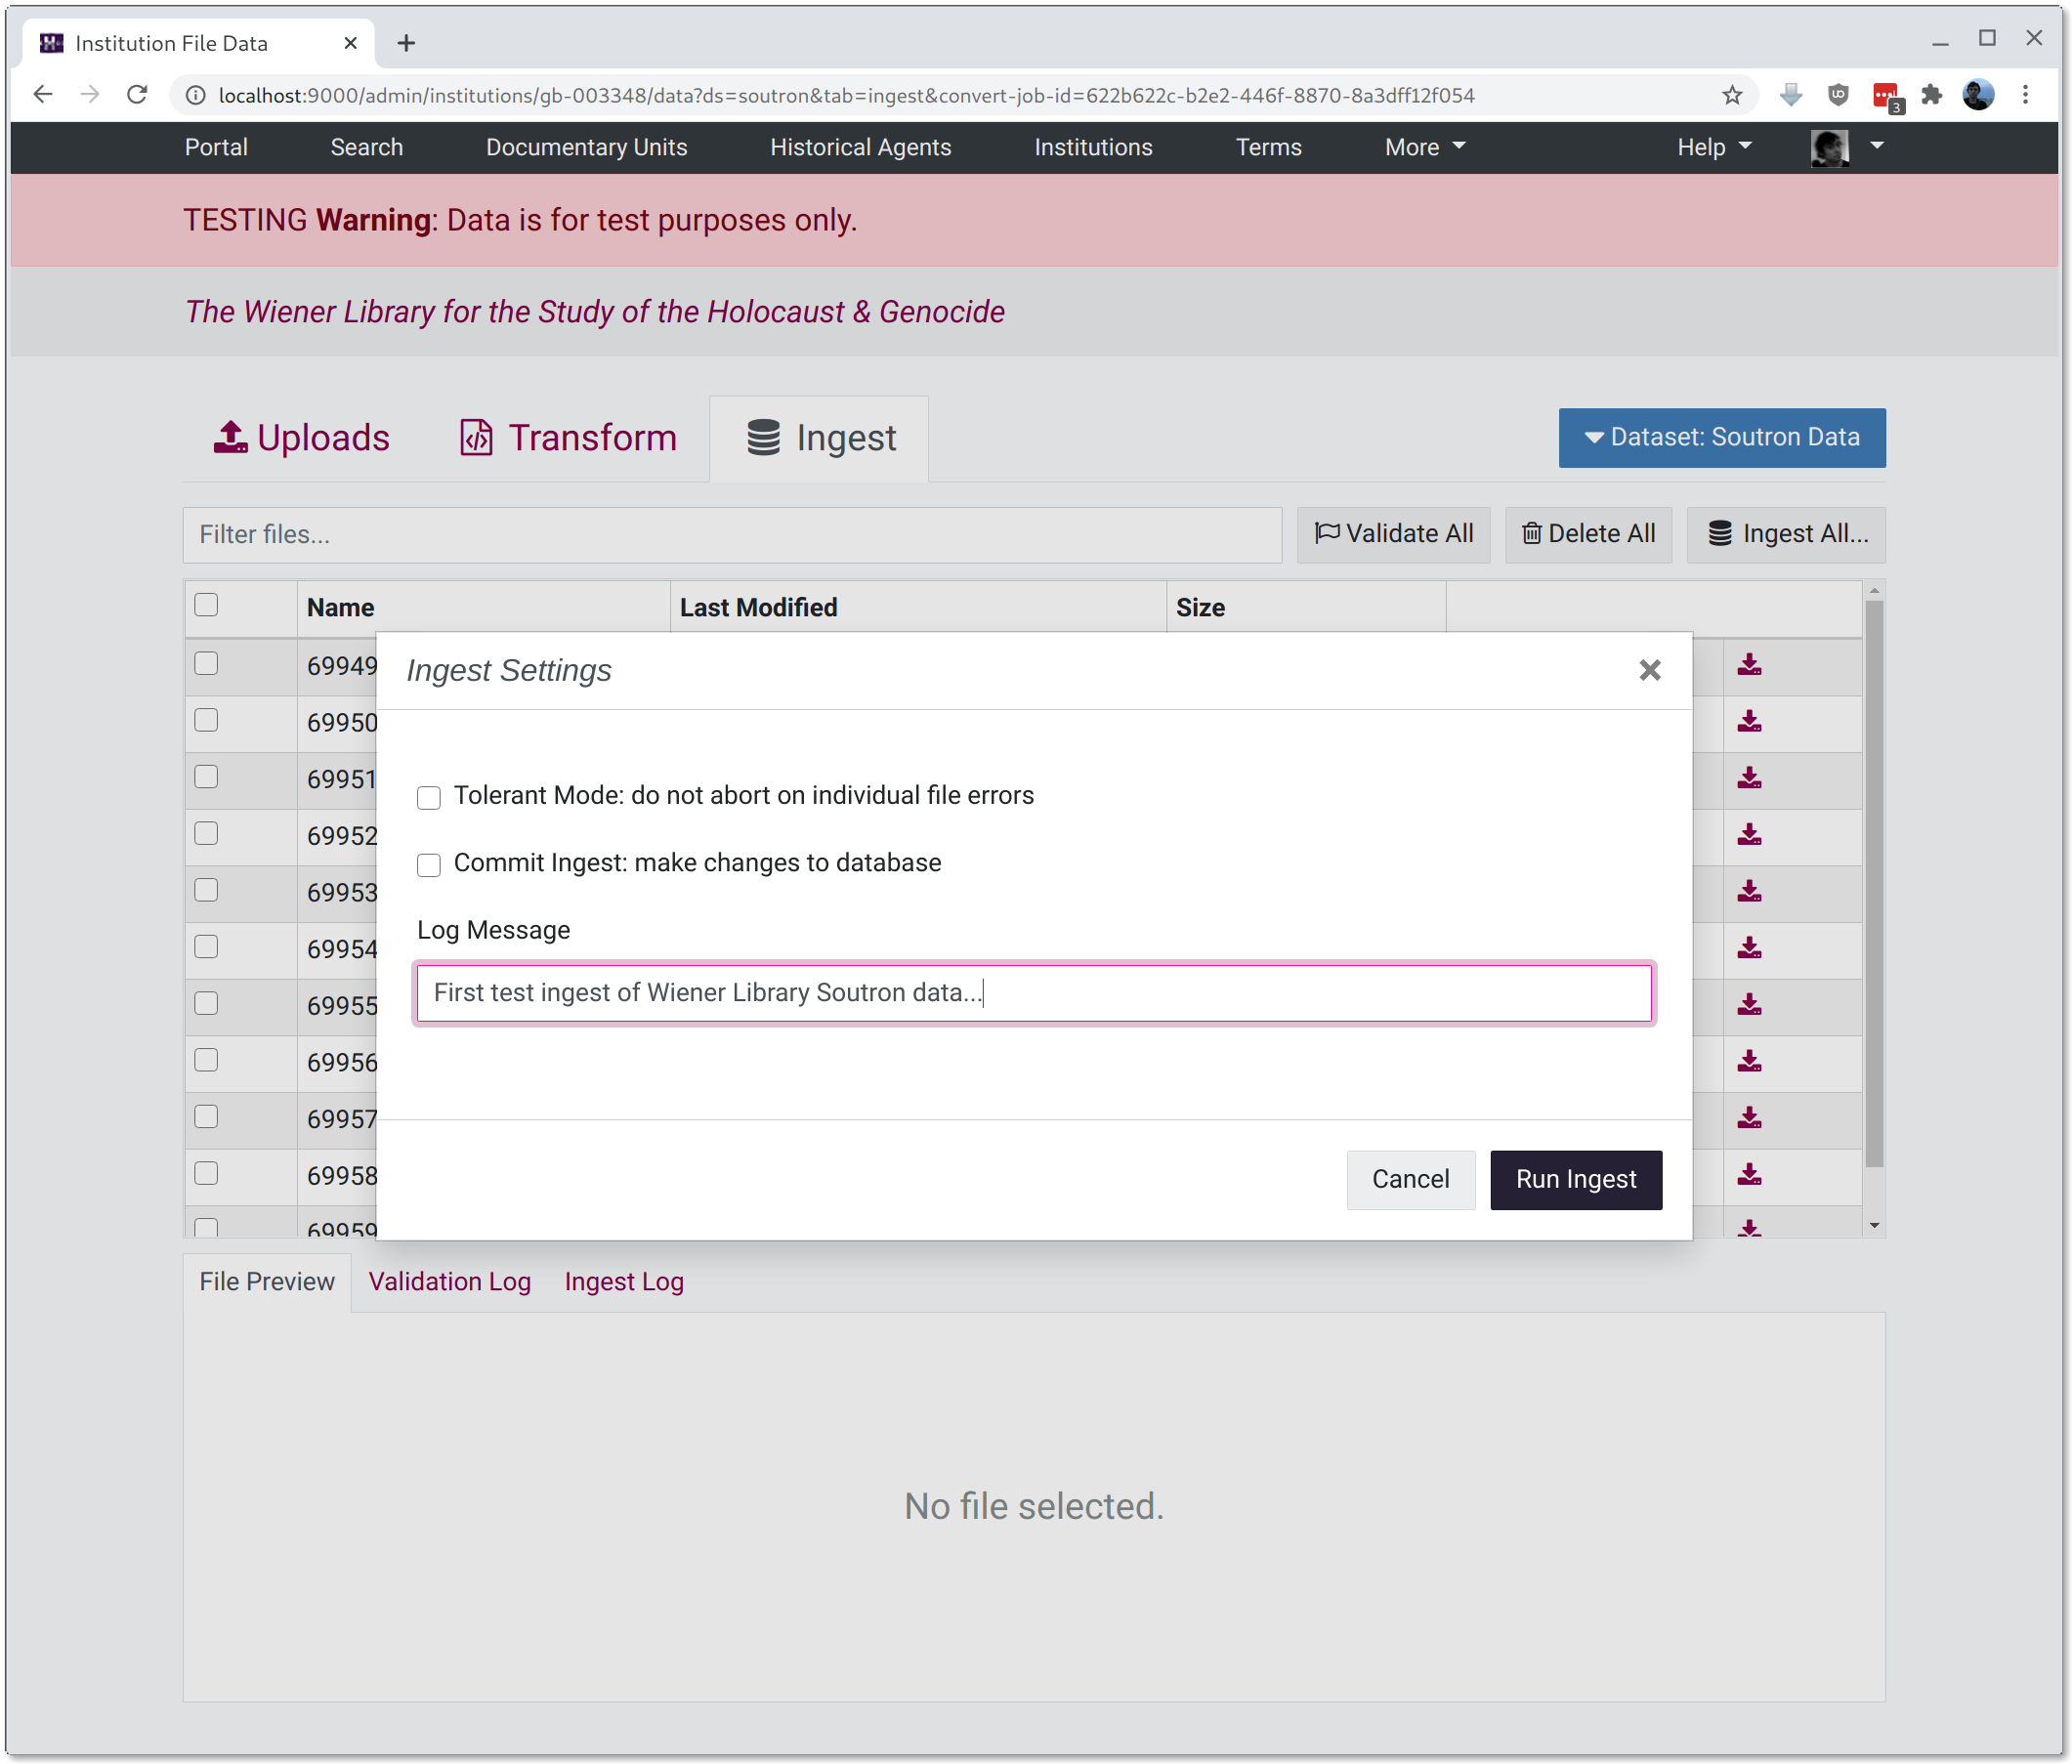 Institution File Data
localhost:9000/admin/institutions/gb-003348/data?ds=soutron&tab=ingest&convert-job-id=622b622c-b2e2-446f-8870-8a3dff12f054
3
Portal Search Documentary Units Historical Agents Institutions Terms More Help
TESTING Warning: Data is for test purposes only.
The Wiener Library for the Study of the Holocaust & Genocide
Uploads Transform Ingest Dataset: Soutron Data
Filter files... Validate All Delete All Ingest All...
Name Last Modified Size
Ingest Settings
69949
69950
69951
Tolerant Mode: do not abort on individual file errors
69952
Commit Ingest: make changes to database
69953
Log Message
69954
First test ingest of Wiener Library Soutron data...
69955
69956
69957
69958
Cancel Run Ingest
69959
File Preview Validation Log Ingest Log
No file selected.